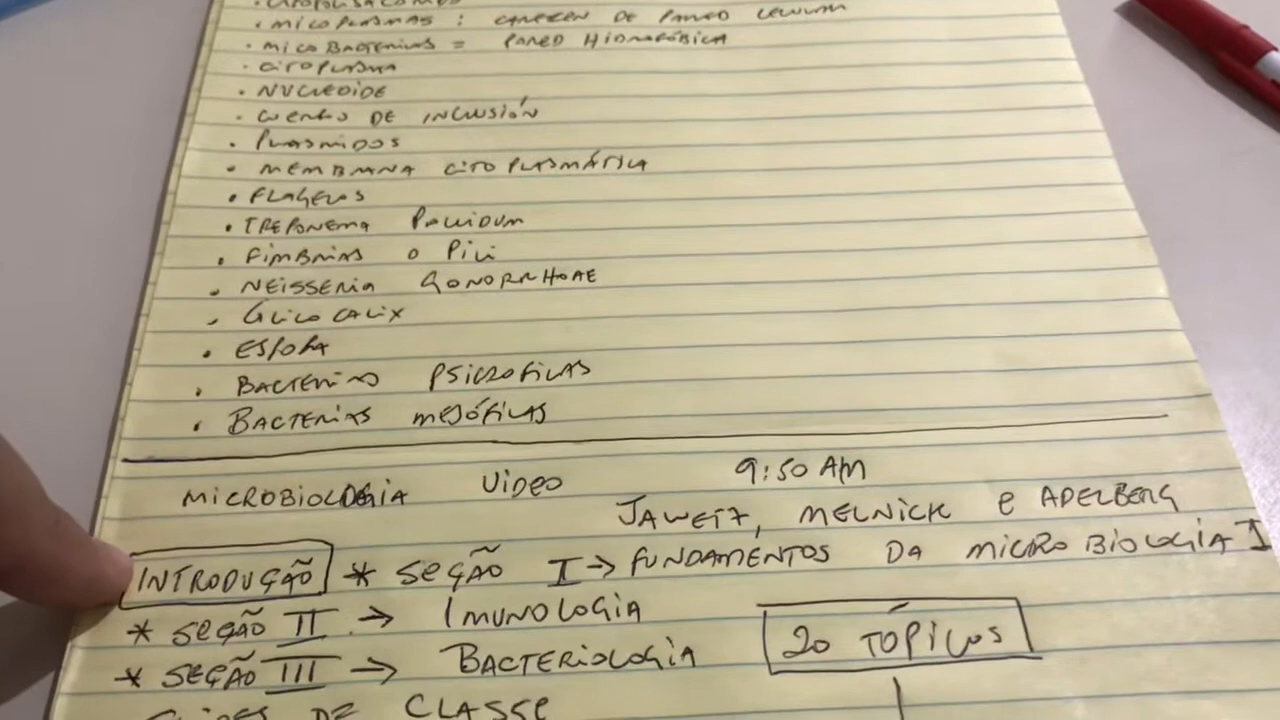 • MICOPLASMAS : CARECEN DE PARED CELULAR
• MICOBACTERIAS = PARED HIDROFÓBICA
• CITOPLASMA
• NUCLEOIDE
• CUERPO DE INCLUSIÓN
• PLASMIDOS
• MEMBRANA CITOPLASMÁTICA
• FLAGELOS
• TREPONEMA PALLIDUM
• FIMBRIAS O PILI
• NEISSERIA GONORRHOAE
• GLICOCALIX
• ESPORA
• BACTERIAS PSICROFILAS
• BACTERIAS MESÓFILAS
MICROBIOLOGIA VIDEO 9:50 AM
JAWETZ, MELNICK e ADELBERG
INTRODUÇÃO * SEÇÃO I → FUNDAMENTOS DA MICROBIOLOGIA I
* SEÇÃO II → IMUNOLOGIA
* SEÇÃO III → BACTERIOLOGIA
20 TÓPICOS
DE CLASSE